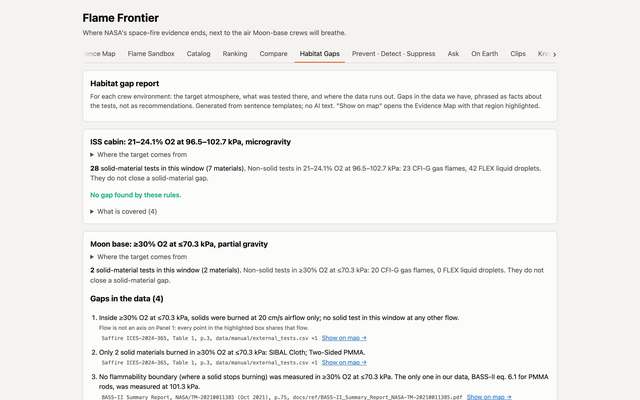 Flame Frontier
Where NASA's space-fire evidence ends, next to the air Moon-base crews will breathe.
ence Map Flame Sandbox Catalog Ranking Compare Habitat Gaps Prevent · Detect · Suppress Ask On Earth Clips
Habitat gap report
For each crew environment: the target atmosphere, what was tested there, and where the data runs out. Gaps in the data we have, phrased as facts about
the tests, not as recommendations. Generated from sentence templates; no AI text. "Show on map" opens the Evidence Map with that region highlighted.
ISS cabin: 21–24.1% O2 at 96.5–102.7 kPa, microgravity
▶ Where the target comes from
28 solid-material tests in this window (7 materials). Non-solid tests in 21–24.1% O2 at 96.5–102.7 kPa: 23 CFI-G gas flames, 42 FLEX liquid droplets.
They do not close a solid-material gap.
No gap found by these rules.
▶ What is covered (4)
Moon base: ≥30% O2 at ≤70.3 kPa, partial gravity
▶ Where the target comes from
2 solid-material tests in this window (2 materials). Non-solid tests in ≥30% O2 at ≤70.3 kPa: 20 CFI-G gas flames, 0 FLEX liquid droplets. They do not
close a solid-material gap.
Gaps in the data (4)
1. Inside ≥30% O2 at ≤70.3 kPa, solids were burned at 20 cm/s airflow only; no solid test in this window at any other flow.
Flow is not an axis on Panel 1: every point in the highlighted box shares that flow.
Saffire ICES-2024-365, Table 1, p.3, data/manual/external_tests.csv +1 Show on map →
2. Only 2 solid materials burned in ≥30% O2 at ≤70.3 kPa: SIBAL Cloth; Two-Sided PMMA.
Saffire ICES-2024-365, Table 1, p.3, data/manual/external_tests.csv +1 Show on map →
3. No flammability boundary (where a solid stops burning) was measured in ≥30% O2 at ≤70.3 kPa. The only one in our data, BASS-II eq. 6.1 for PMMA
rods, was measured at 101.3 kPa.
BASS-II Summary Report, NASA/TM-20210011385 (Oct 2021), p.75, docs/ref/BASS-II_Summary_Report_NASA-TM-20210011385.pdf Show on map →